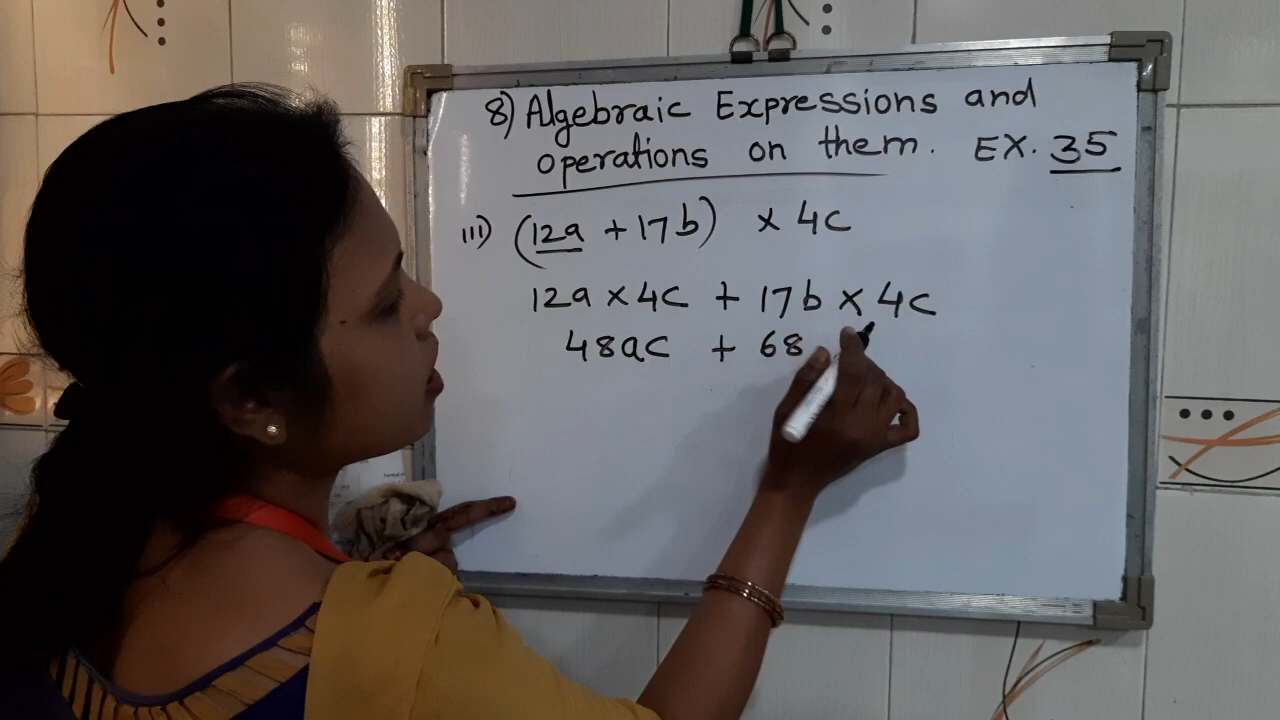 8) Algebraic Expressions and
operations on them. EX. 35
iii) (12a + 17b) × 4c
12a × 4c + 17b × 4c
48ac + 68